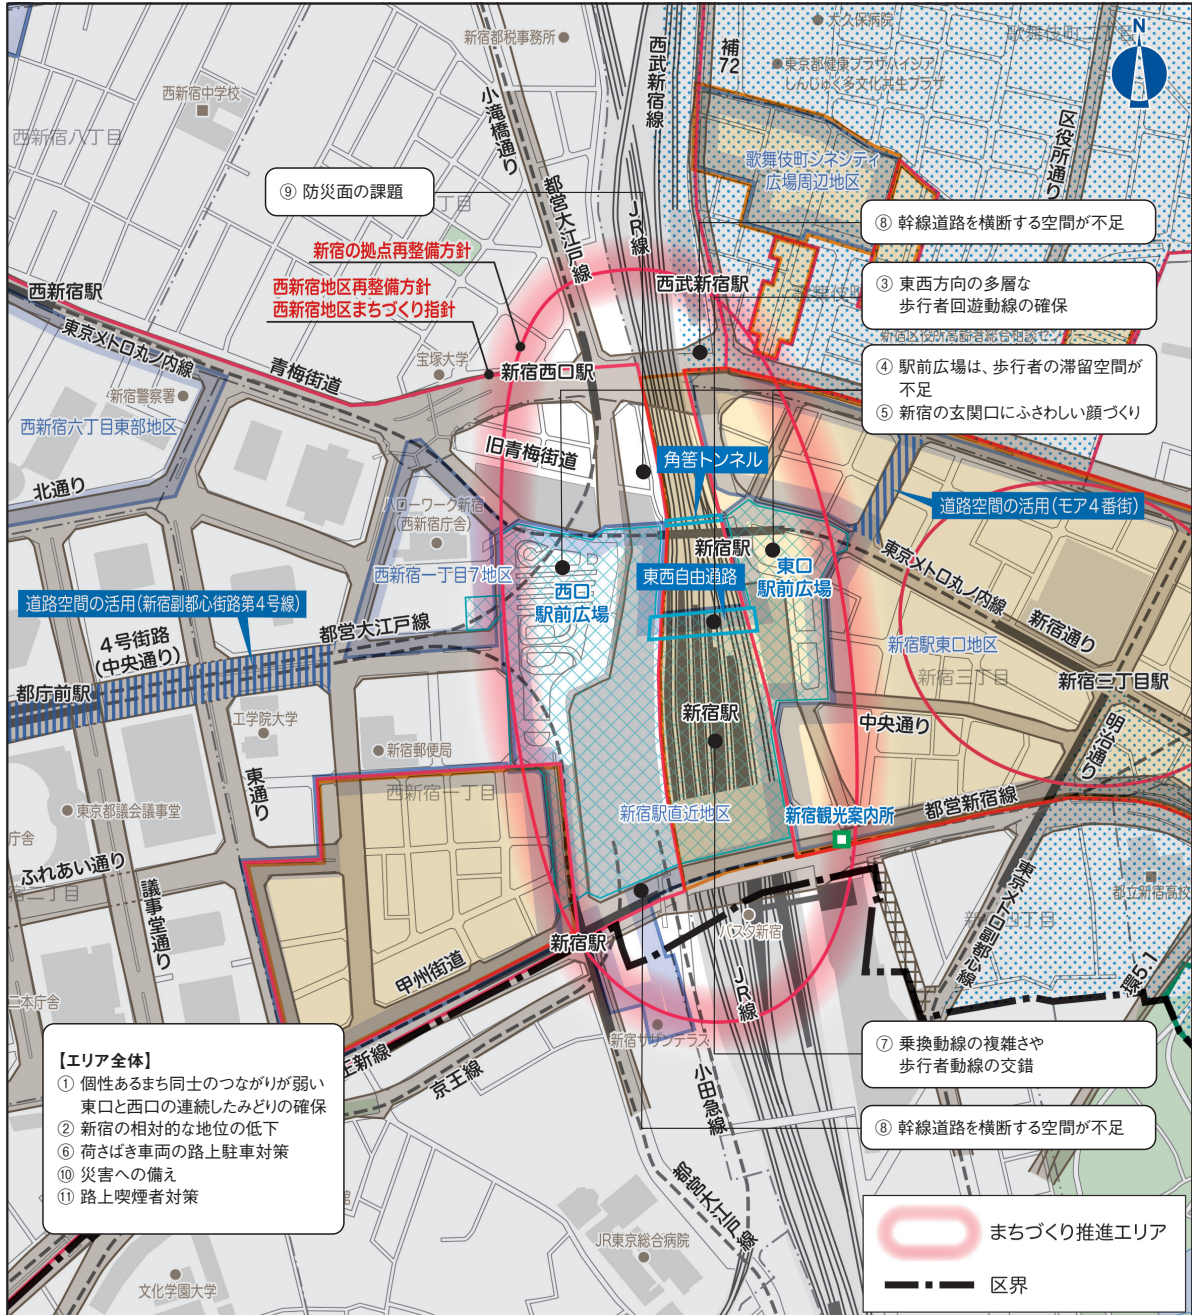 新宿都税事務所
西武新宿線
補72
大久保病院
歌舞伎町二丁目
N
東京都健康プラザハイジア
しんじゅく多文化共生プラザ
西新宿中学校
小滝橋通り
区役所通り
西新宿八丁目
歌舞伎町シネシティ
広場周辺地区
⑨ 防災面の課題
都営大江戸線
JR線
⑧ 幹線道路を横断する空間が不足
新宿の拠点再整備方針
西新宿地区再整備方針
西新宿地区まちづくり指針
西武新宿駅
③ 東西方向の多層な
歩行者回遊動線の確保
西新宿駅
東京メトロ丸ノ内線
青梅街道
宝塚大学
新宿西口駅
④ 駅前広場は、歩行者の滞留空間が
不足
⑤ 新宿の玄関口にふさわしい顔づくり
新宿警察署
西新宿六丁目東部地区
旧青梅街道
角筈トンネル
北通り
ハローワーク新宿
(西新宿庁舎)
道路空間の活用(モア4番街)
新宿駅
東京メトロ丸ノ内線
西新宿一丁目7地区
西口
駅前広場
東西自由通路
東口
駅前広場
道路空間の活用(新宿副都心街路第4号線)
4号街路
(中央通り)
都営大江戸線
新宿通り
新宿駅東口地区
新宿三丁目
新宿三丁目駅
都庁前駅
工学院大学
新宿駅
中央通り
明治通り
新宿郵便局
東通り
西新宿一丁目
東京都議会議事堂
庁舎
新宿駅直近地区
新宿観光案内所
都営新宿線
ふれあい通り
議事堂通り
東京メトロ副都心線
都立新宿高校
バスタ新宿
新宿駅
甲州街道
JR線
環5.1
二本庁舎
新宿サザンテラス
⑦ 乗換動線の複雑さや
歩行者動線の交錯
【エリア全体】
① 個性あるまち同士のつながりが弱い
東口と西口の連続したみどりの確保
② 新宿の相対的な地位の低下
⑥ 荷さばき車両の路上駐車対策
⑩ 災害への備え
⑪ 路上喫煙者対策
京王線
小田急線
⑧ 幹線道路を横断する空間が不足
都営大江戸線
JR東京総合病院
文化学園大学
まちづくり推進エリア
区界